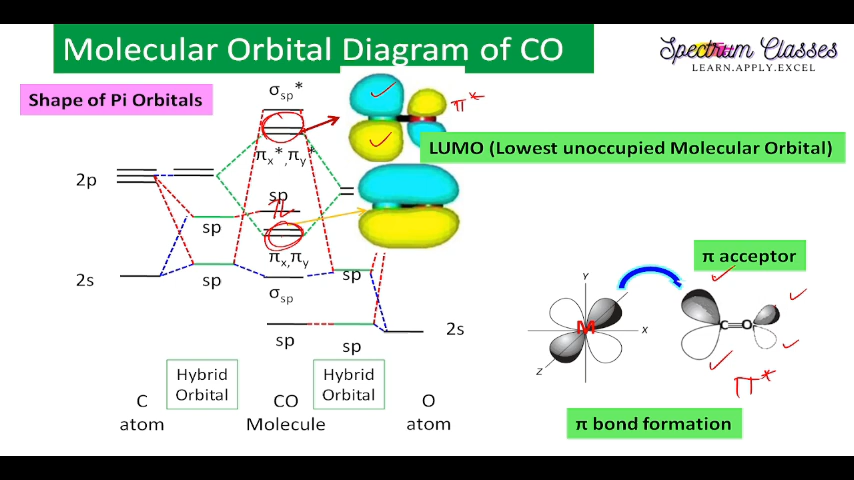 Molecular Orbital Diagram of CO
Spectrum Classes
LEARN.APPLY.EXCEL
Shape of Pi Orbitals
σsp*
π*
πx*,πy*
LUMO (Lowest unoccupied Molecular Orbital)
2p
sp
sp
πx,πy
2s
sp
σsp
sp
sp
sp
2s
π acceptor
Y
M
X
Z
C≡O
π*
Hybrid
Orbital
Hybrid
Orbital
C
atom
CO
Molecule
O
atom
π bond formation